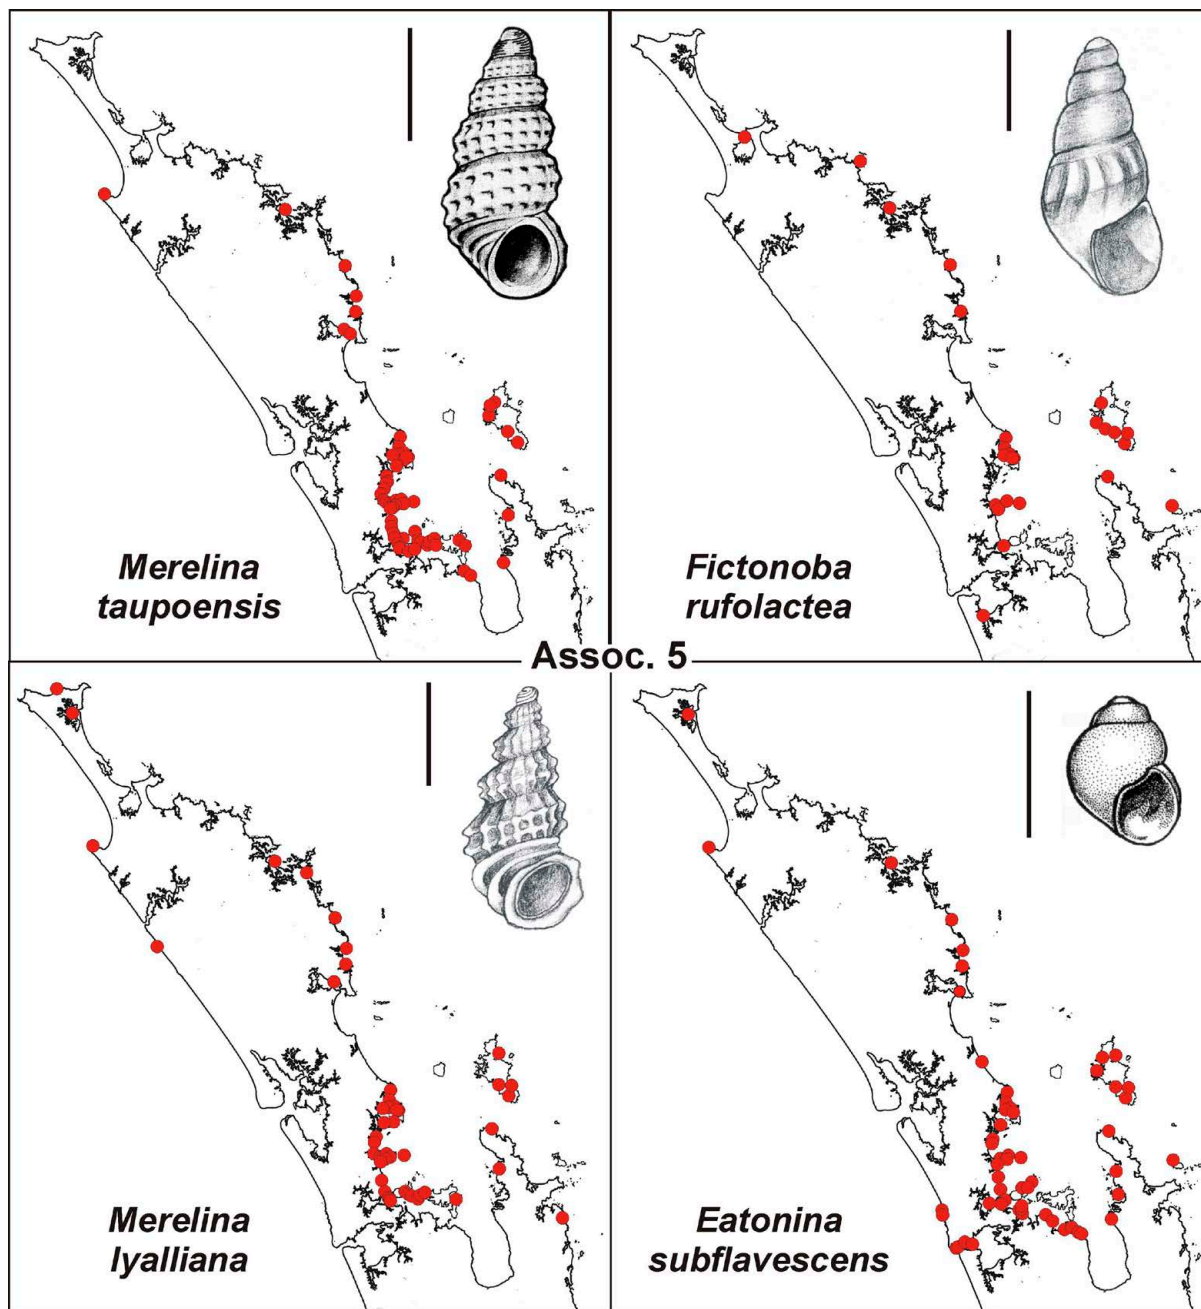 Merelina
taupoensis
Fictonoba
rufolactea
Assoc. 5
Merelina
lyalliana
Eatonina
subflavescens